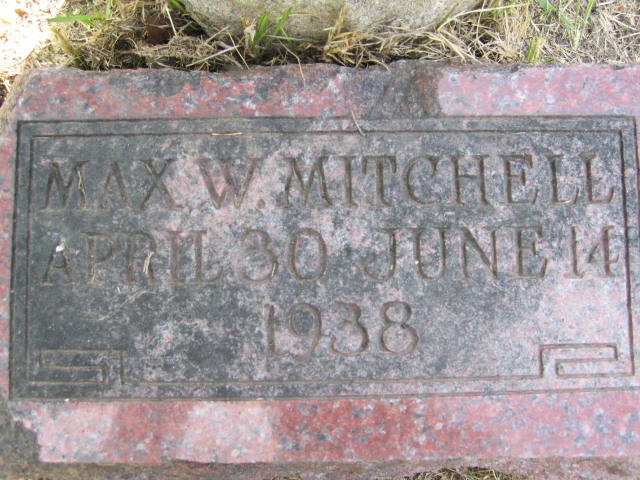 MAX W. MITCHELL
APRIL 30 JUNE 14
1938